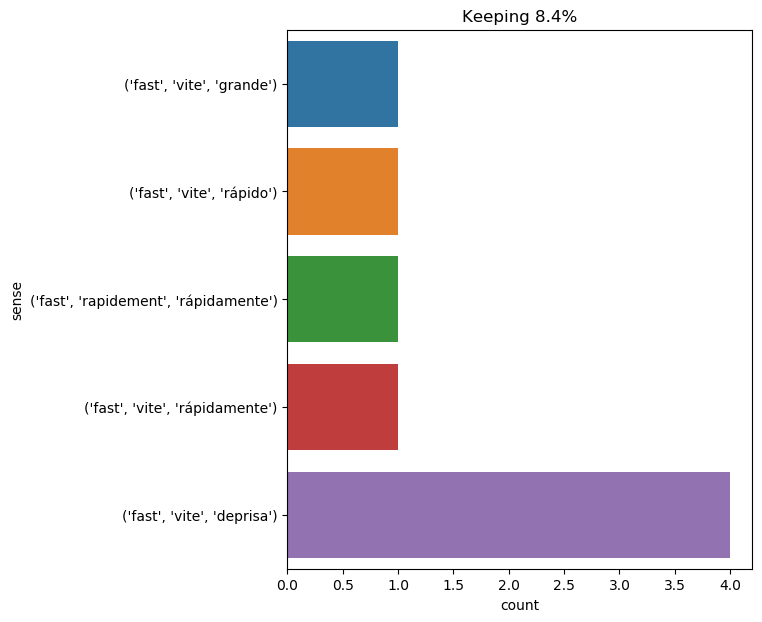 Keeping 8.4%
('fast', 'vite', 'grande')
('fast', 'vite', 'rápido')
('fast', 'rapidement', 'rápidamente')
('fast', 'vite', 'rápidamente')
('fast', 'vite', 'deprisa')
sense
0.0 0.5 1.0 1.5 2.0 2.5 3.0 3.5 4.0
count